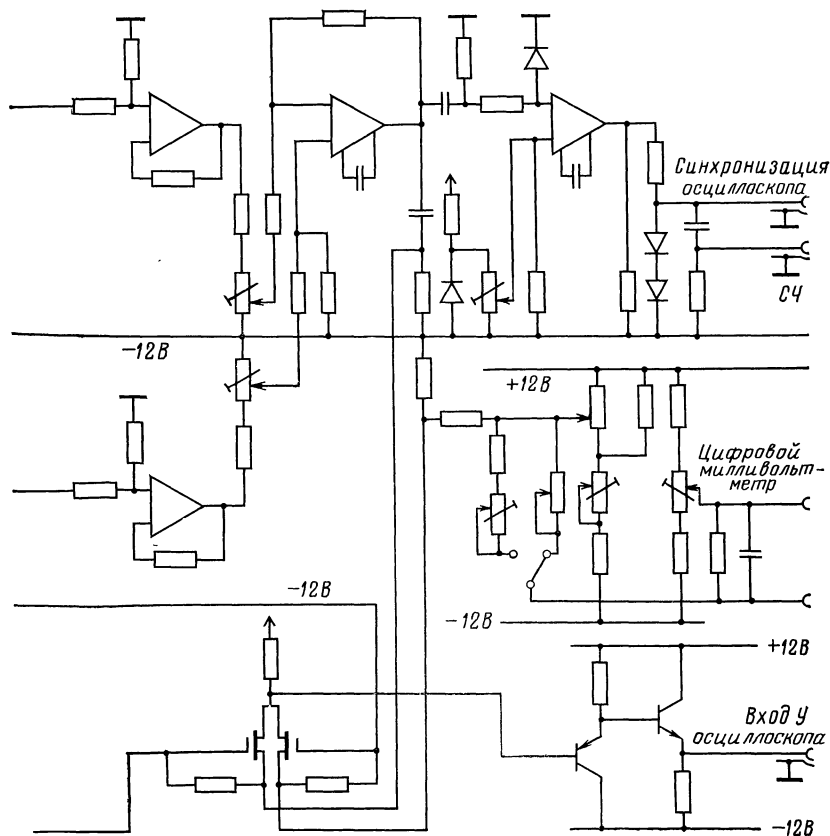 Синхронизация
осциллоскопа
СЧ
−12В
+12В
Цифровой
милливольт-
метр
−12В
−12В
+12В
Вход У
осциллоскопа
−12В